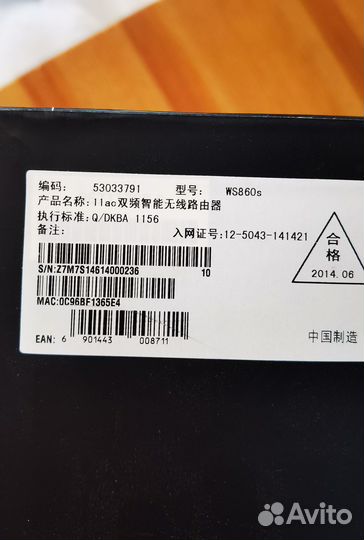 编码: 53033791 型号: WS860s
产品名称: 11ac双频智能无线路由器
执行标准: Q/DKBA 1156
备注: 入网证号: 12-5043-141421
合格
2014.06
S/N:Z7M7S14614000236 10
MAC:0C96BF1365E4
EAN: 6 901443 008711
中国制造
Avito